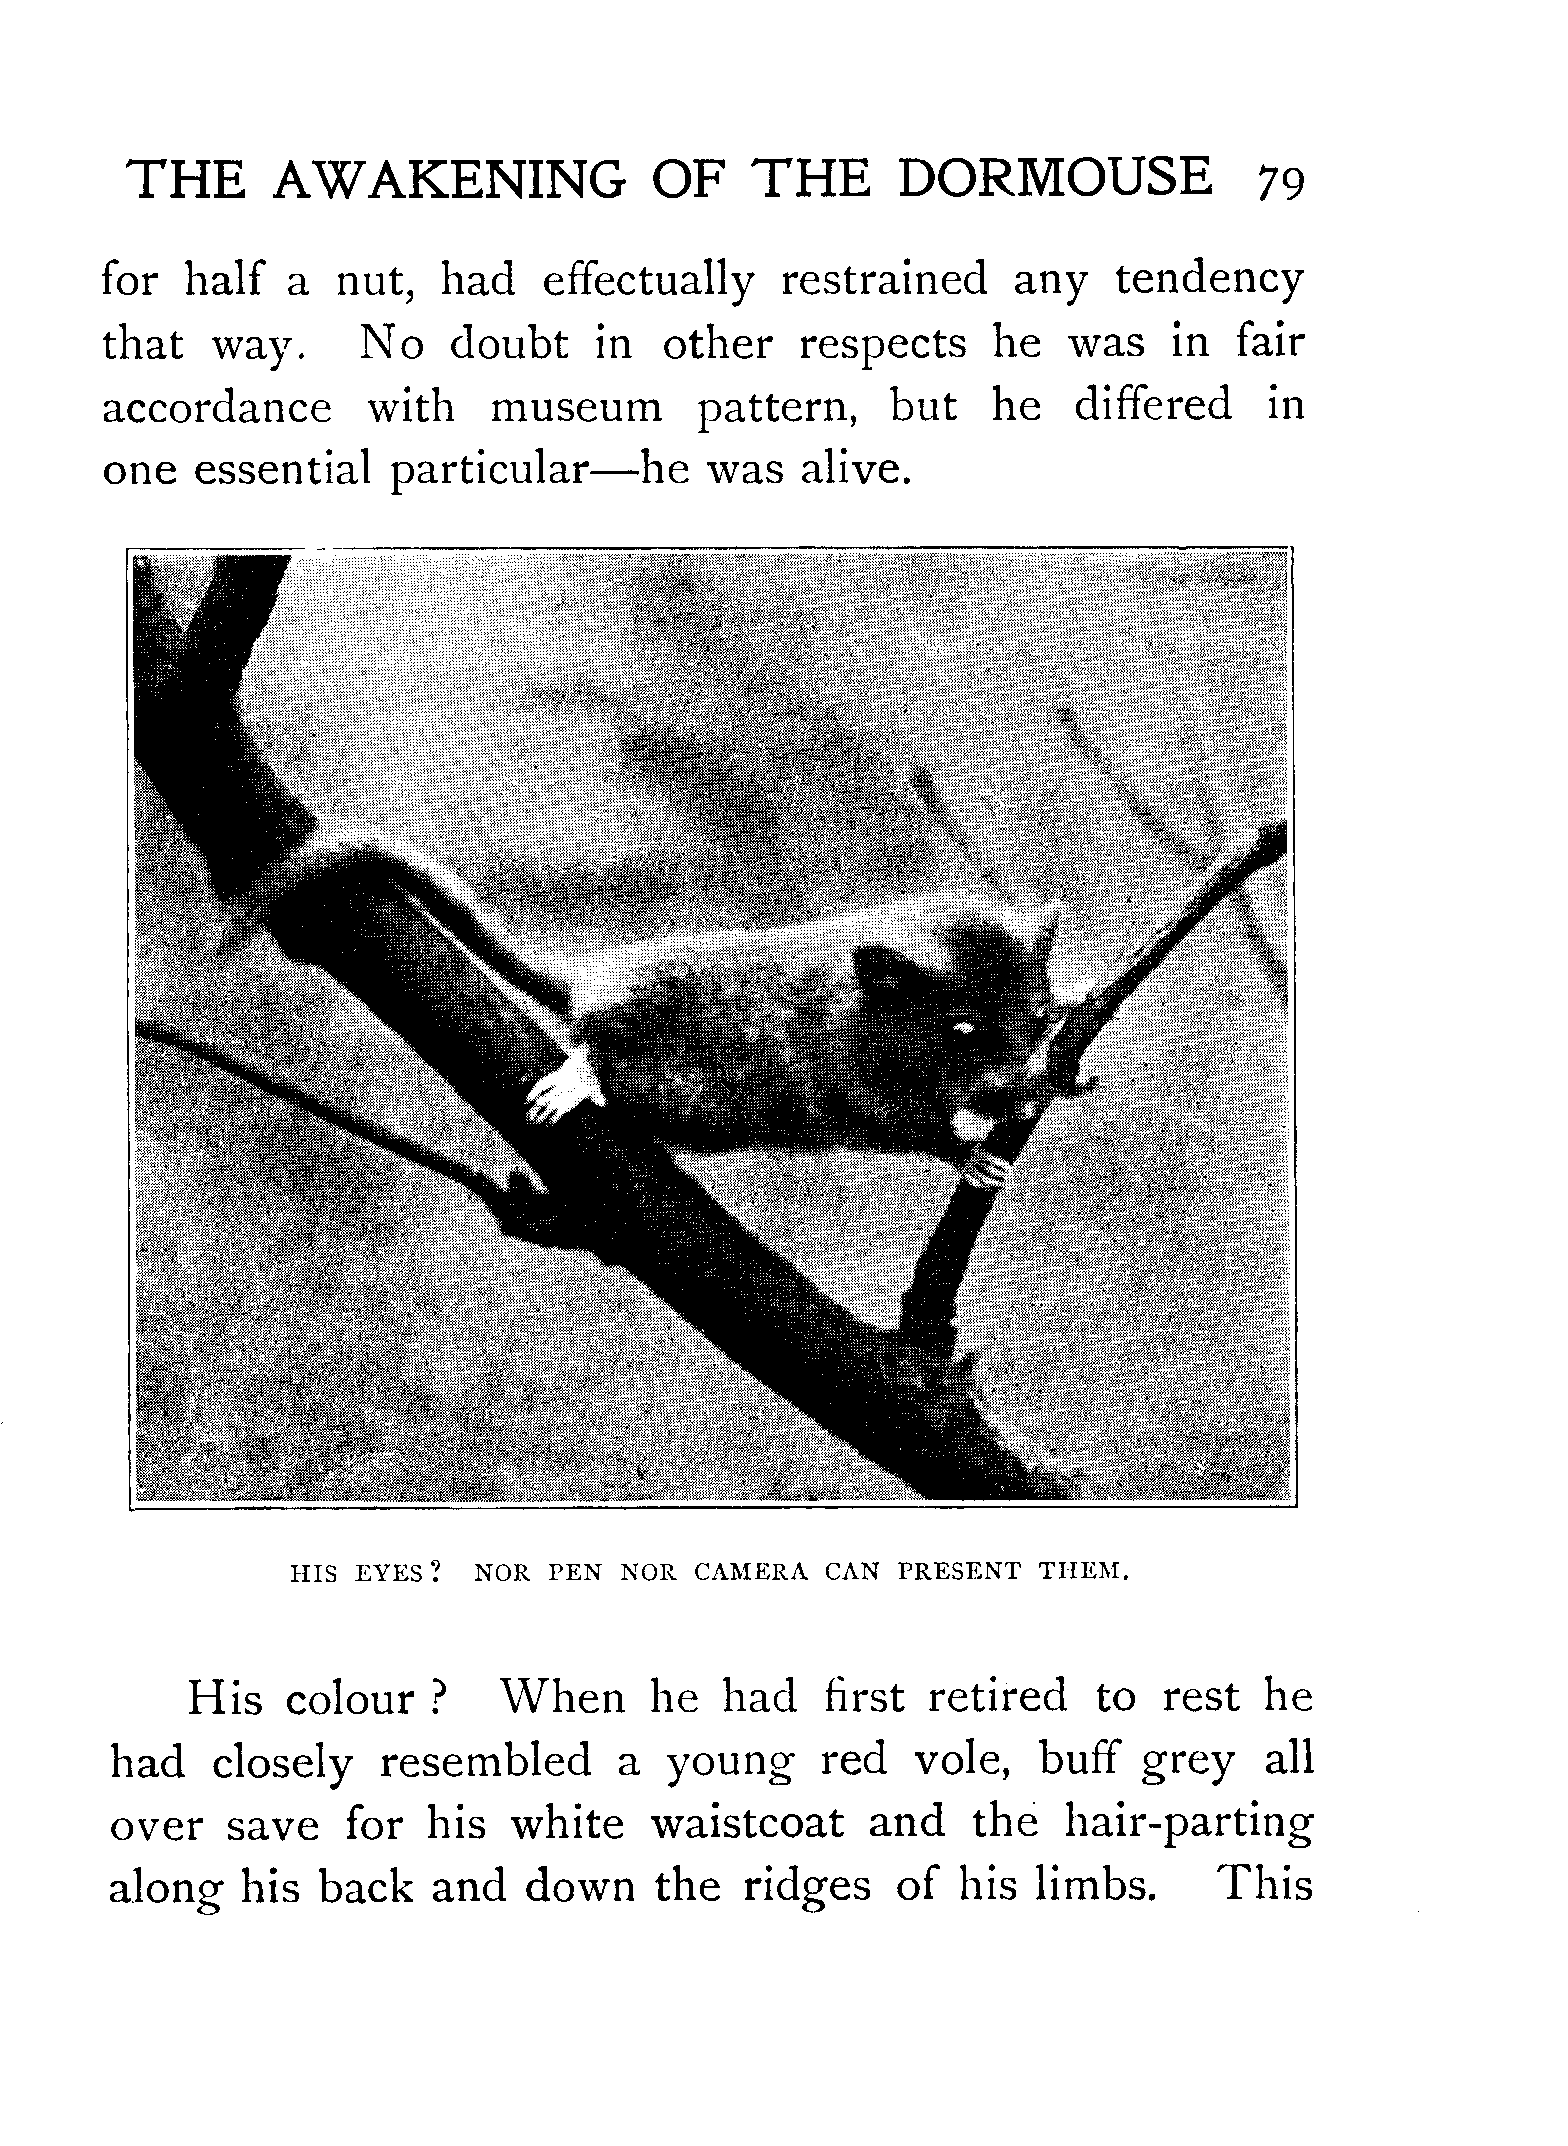 THE AWAKENING OF THE DORMOUSE 79
for half a nut, had effectually restrained any tendency
that way. No doubt in other respects he was in fair
accordance with museum pattern, but he differed in
one essential particular—he was alive.
HIS EYES? NOR PEN NOR CAMERA CAN PRESENT THEM.
His colour? When he had first retired to rest he
had closely resembled a young red vole, buff grey all
over save for his white waistcoat and the hair-parting
along his back and down the ridges of his limbs. This